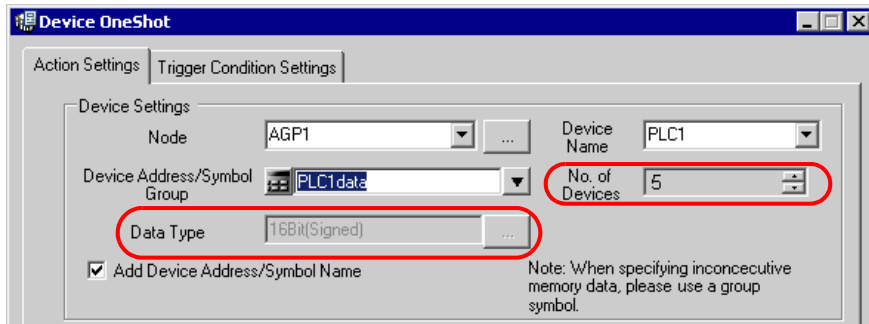 Device OneShot
Action Settings
Trigger Condition Settings
Device Settings
Node
AGP1
...
Device
Name
PLC1
Device Address/Symbol
Group
PLC1data
No. of
Devices
5
Data Type
16Bit(Signed)
...
Add Device Address/Symbol Name
Note: When specifying inconcecutive
memory data, please use a group
symbol.